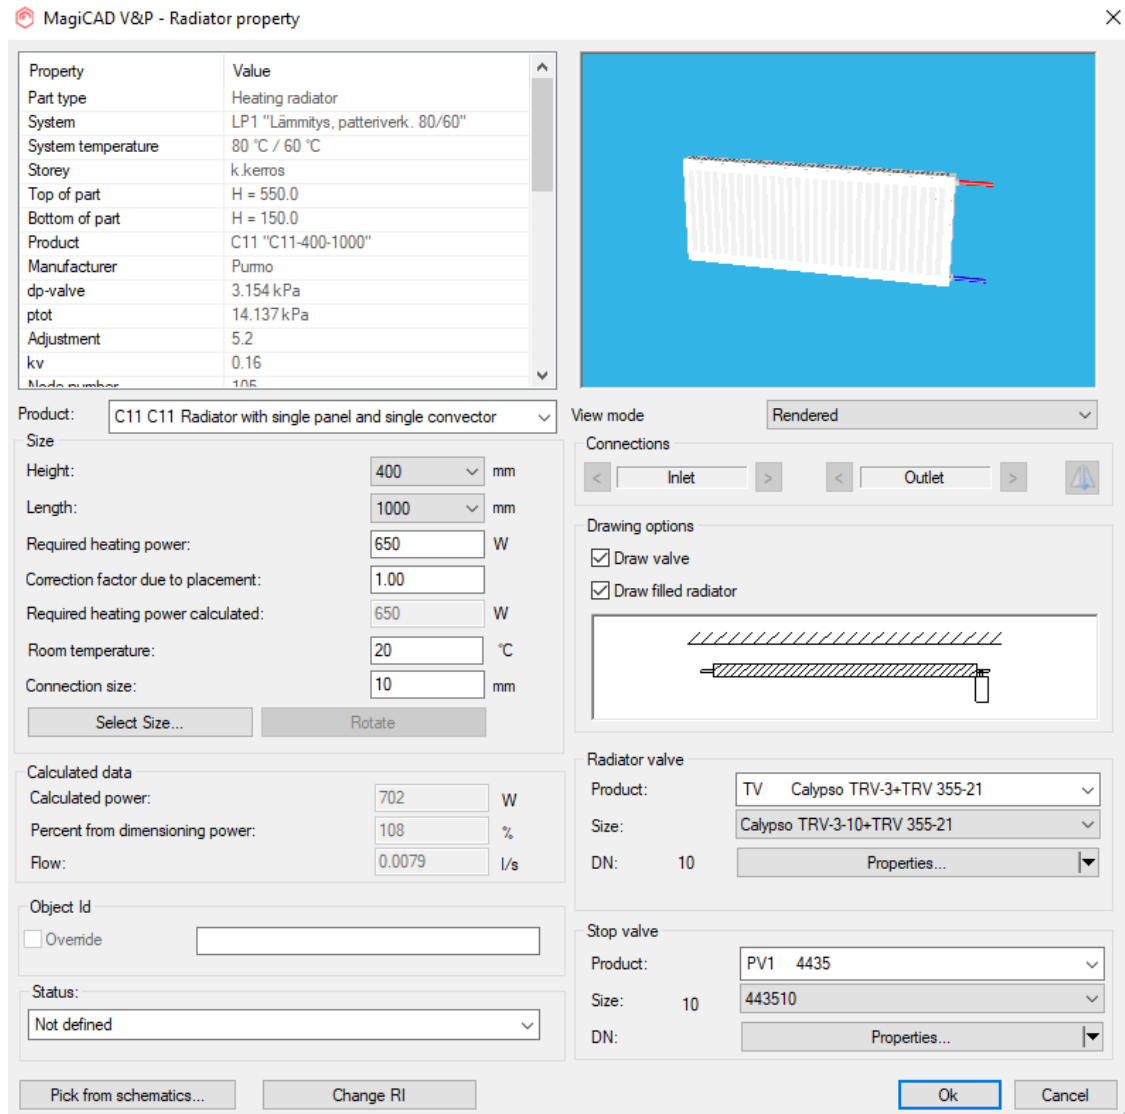 MagiCAD V&P - Radiator property
Property Value
Part type Heating radiator
System LP1 "Lämmitys, patteriverk. 80/60"
System temperature 80 °C / 60 °C
Storey k.kerros
Top of part H = 550.0
Bottom of part H = 150.0
Product C11 "C11-400-1000"
Manufacturer Purmo
dp-valve 3.154 kPa
ptot 14.137 kPa
Adjustment 5.2
kv 0.16
Node number 105
Product: C11 C11 Radiator with single panel and single convector
Size
Height: 400 mm
Length: 1000 mm
Required heating power: 650 W
Correction factor due to placement: 1.00
Required heating power calculated: 650 W
Room temperature: 20 °C
Connection size: 10 mm
Select Size... Rotate
Calculated data
Calculated power: 702 W
Percent from dimensioning power: 108 %
Flow: 0.0079 l/s
Object Id
Override
Status:
Not defined
Pick from schematics... Change RI
View mode Rendered
Connections
< Inlet > < Outlet >
Drawing options
Draw valve
Draw filled radiator
Radiator valve
Product: TV Calypso TRV-3+TRV 355-21
Size: Calypso TRV-3-10+TRV 355-21
DN: 10 Properties...
Stop valve
Product: PV1 4435
Size: 10 443510
DN: Properties...
Ok Cancel